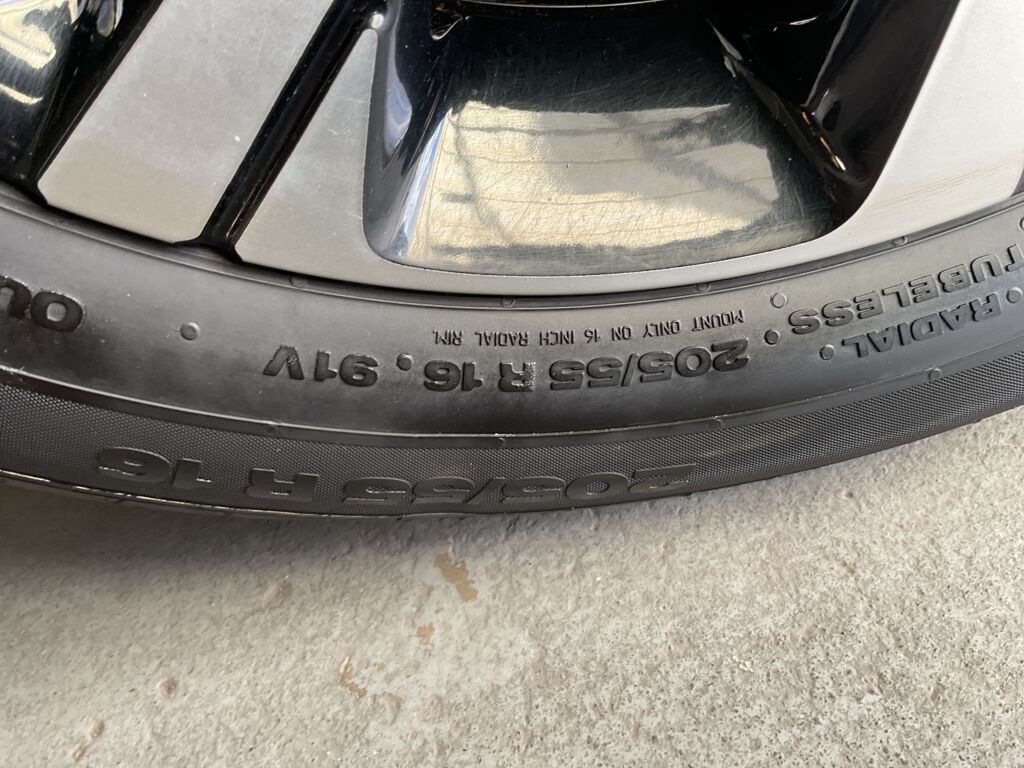 • RADIAL •
TUBELESS •
205/55 R 16 • 91V
MOUNT ONLY ON 16 INCH RADIAL RIM
205/55 R 16